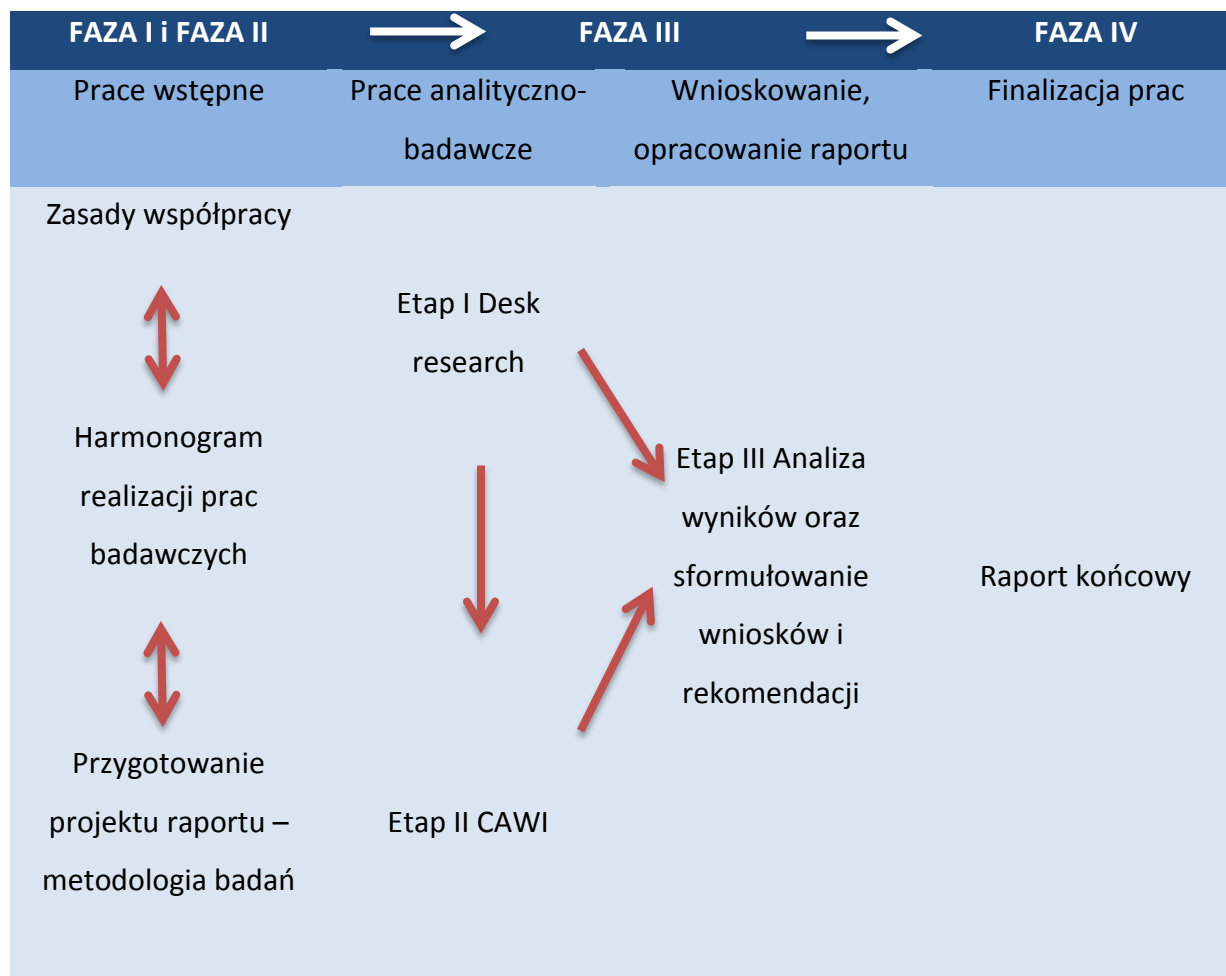 FAZA I i FAZA II
FAZA III
FAZA IV
Prace wstępne
Prace analityczno-
badawcze
Wnioskowanie,
opracowanie raportu
Finalizacja prac
Zasady współpracy
Harmonogram
realizacji prac
badawczych
Przygotowanie
projektu raportu –
metodologia badań
Etap I Desk
research
Etap II CAWI
Etap III Analiza
wyników oraz
sformułowanie
wniosków i
rekomendacji
Raport końcowy